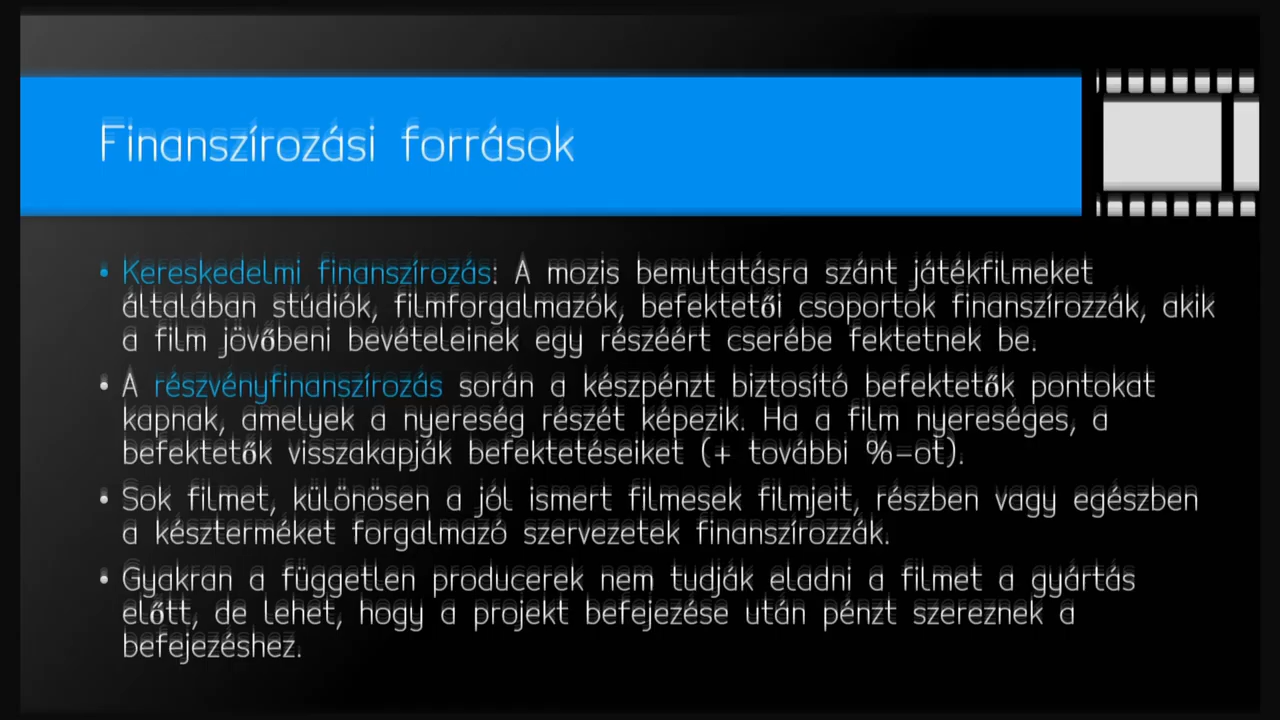 Finanszírozási források
• Kereskedelmi finanszírozás: A mozis bemutatásra szánt játékfilmeket
általában stúdiók, filmforgalmazók, befektetői csoportok finanszírozzák, akik
a film jövőbeni bevételeinek egy részéért cserébe fektetnek be.
• A részvényfinanszírozás során a készpénzt biztosító befektetők pontokat
kapnak, amelyek a nyereség részét képezik. Ha a film nyereséges, a
befektetők visszakapják befektetéseiket (+ további %-ot).
• Sok filmet, különösen a jól ismert filmesek filmjeit, részben vagy egészben
a készterméket forgalmazó szervezetek finanszírozzák.
• Gyakran a független producerek nem tudják eladni a filmet a gyártás
előtt, de lehet, hogy a projekt befejezése után pénzt szereznek a
befejezéshez.